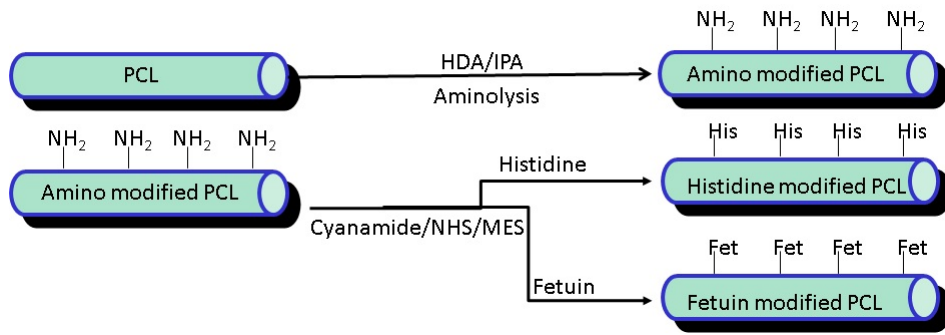 NH₂ NH₂ NH₂ NH₂
PCL
HDA/IPA
Aminolysis
Amino modified PCL
NH₂ NH₂ NH₂ NH₂
Amino modified PCL
Cyanamide/NHS/MES
Histidine
His His His His
Histidine modified PCL
Fetuin
Fet Fet Fet Fet
Fetuin modified PCL